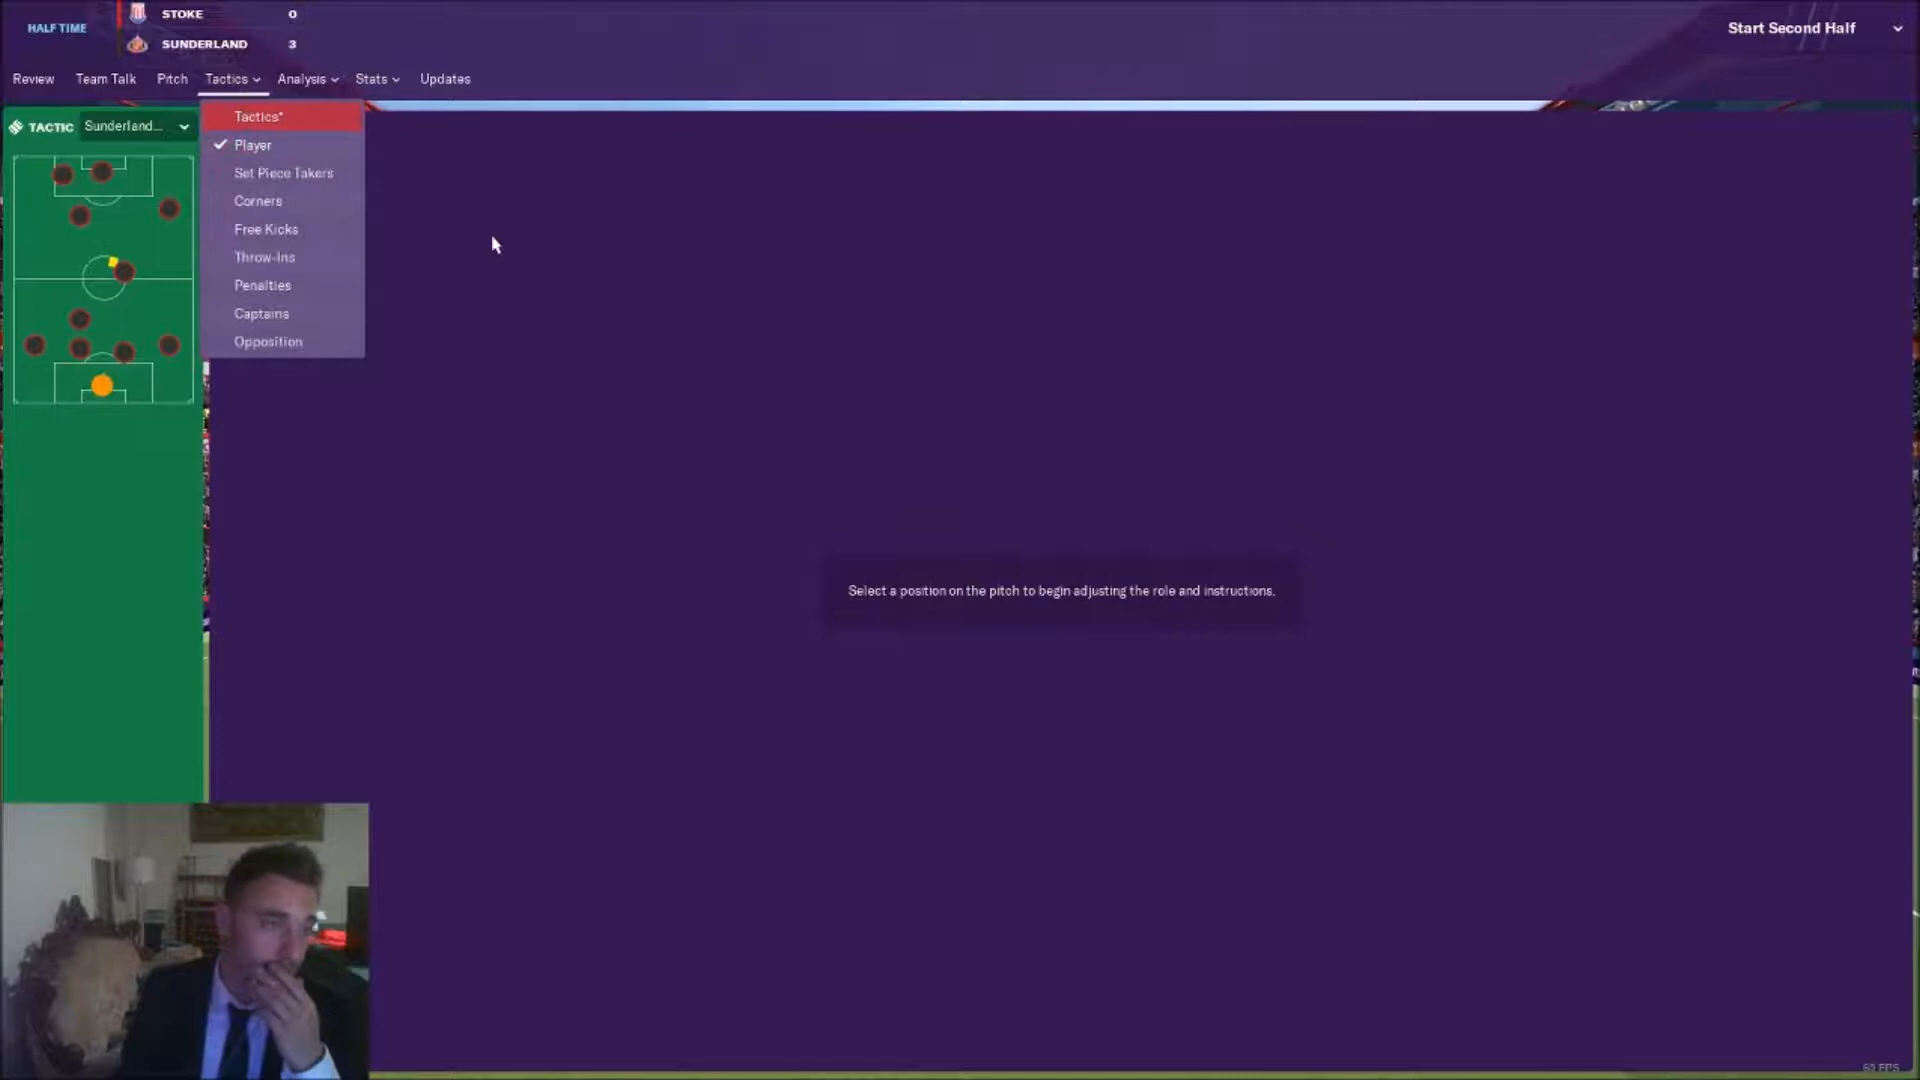 HALF TIME
STOKE 0
SUNDERLAND 3
Start Second Half
Review Team Talk Pitch Tactics Analysis Stats Updates
TACTIC Sunderland...
Tactics*
Player
Set Piece Takers
Corners
Free Kicks
Throw-Ins
Penalties
Captains
Opposition
Select a position on the pitch to begin adjusting the role and instructions.
60 FPS